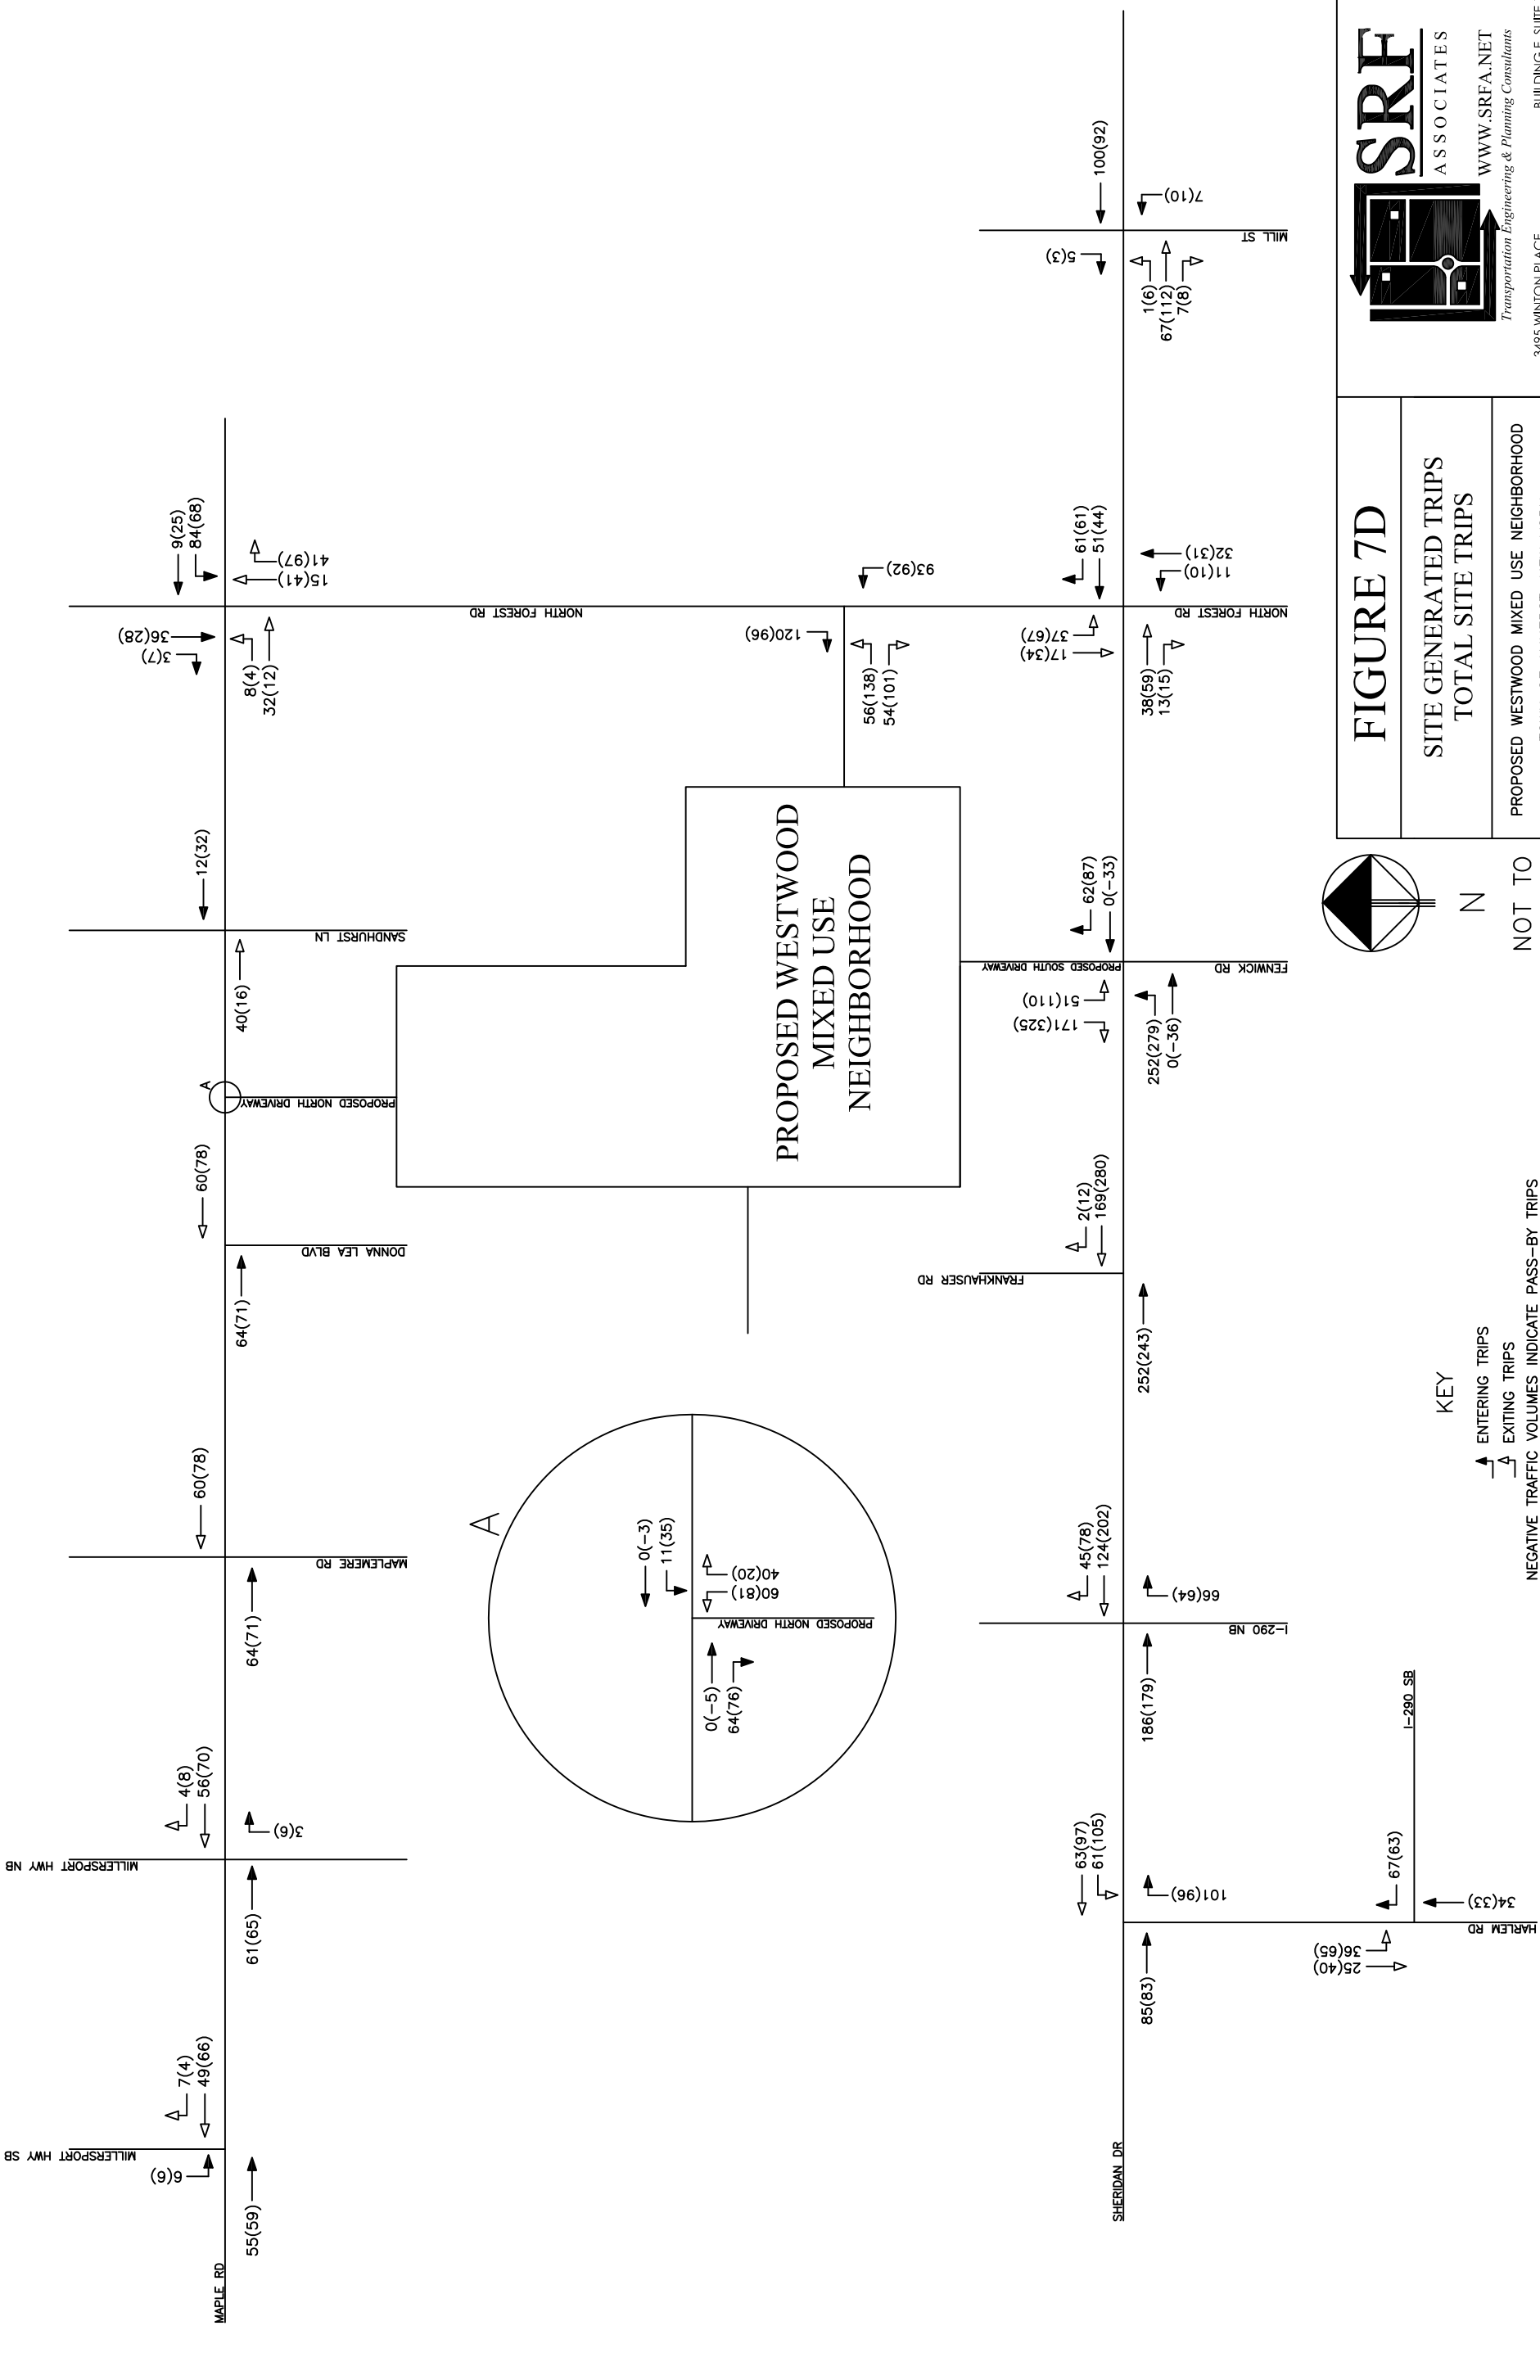 MAPLE RD
MILLERSPORT HWY SB
6(6)
55(59)
7(4)
49(66)
MILLERSPORT HWY NB
61(65)
4(8)
56(70)
3(6)
MAPLEMERE RD
64(71)
60(78)
DONNA LEA BLVD
64(71)
60(78)
A
PROPOSED NORTH DRIVEWAY
SANDHURST LN
40(16)
12(32)
NORTH FOREST RD
3(7)
36(28)
8(4)
32(12)
9(25)
84(68)
15(41)
41(97)
A
0(-3)
11(35)
60(81)
40(20)
PROPOSED NORTH DRIVEWAY
0(-5)
64(76)
PROPOSED WESTWOOD
MIXED USE
NEIGHBORHOOD
120(96)
56(138)
54(101)
93(92)
SHERIDAN DR
85(83)
63(97)
61(105)
101(96)
HARLEM RD
I-290 SB
25(40)
36(65)
67(63)
34(33)
I-290 NB
186(179)
45(78)
124(202)
66(64)
FRANKHAUSER RD
252(243)
2(12)
169(280)
PROPOSED SOUTH DRIVEWAY
FENWICK RD
171(325)
51(110)
252(279)
0(-36)
62(87)
0(-33)
NORTH FOREST RD
17(34)
37(67)
38(59)
13(15)
61(61)
51(44)
11(10)
32(31)
MILL ST
5(3)
1(6)
67(112)
7(8)
100(92)
7(10)
KEY
ENTERING TRIPS
EXITING TRIPS
NEGATIVE TRAFFIC VOLUMES INDICATE PASS-BY TRIPS
N
NOT TO
FIGURE 7D
SITE GENERATED TRIPS
TOTAL SITE TRIPS
PROPOSED WESTWOOD MIXED USE NEIGHBORHOOD
SRF
ASSOCIATES
WWW.SRFA.NET
Transportation Engineering & Planning Consultants
3495 WINTON PLACE
BUILDING E, SUITE